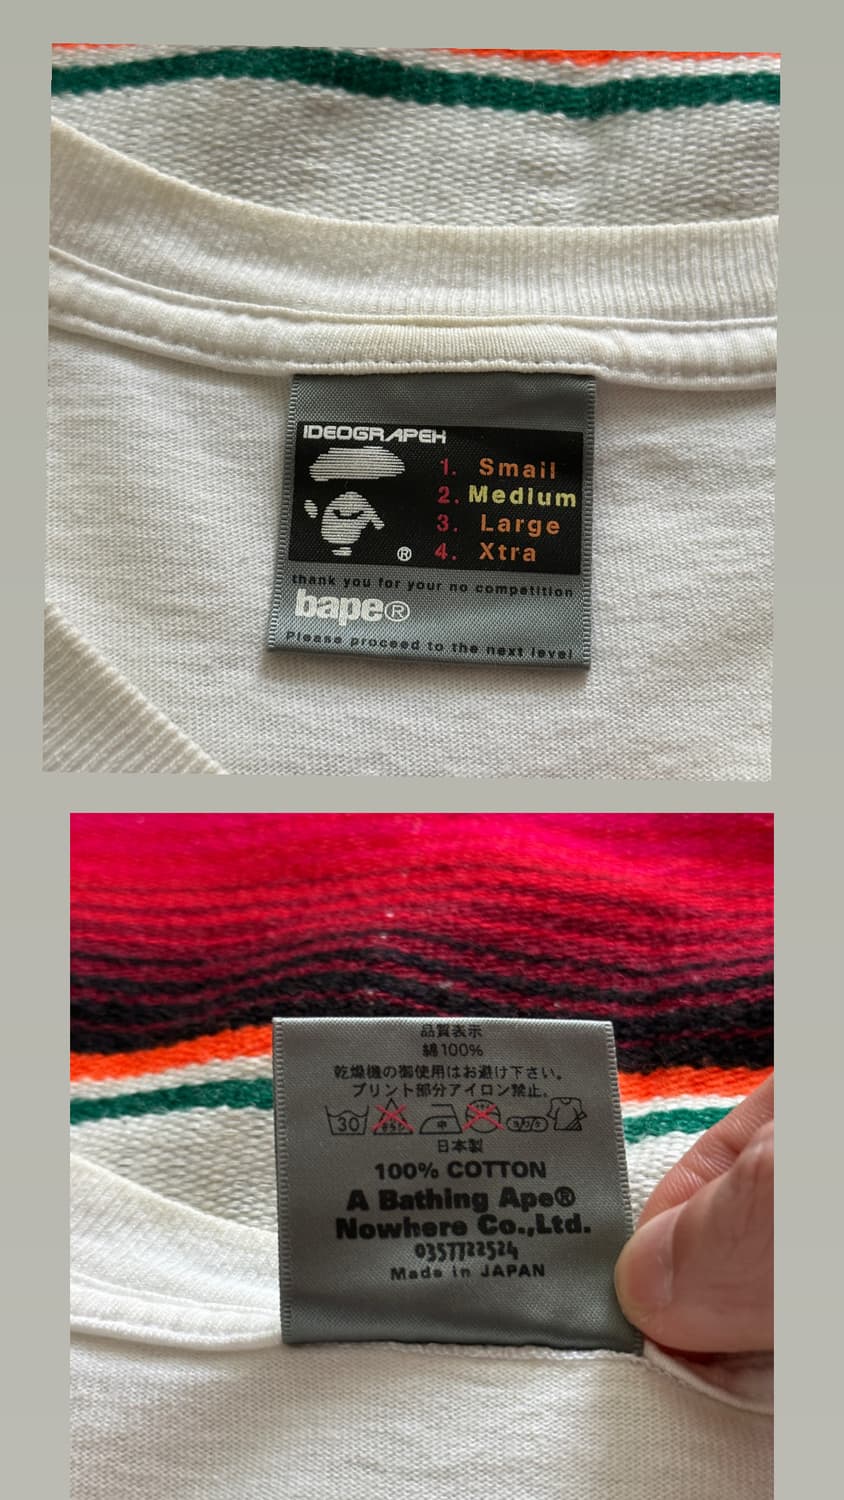 IDEOGRAPEH
1. Small
2. Medium
3. Large
® 4. Xtra
thank you for your no competition
bape®
Please proceed to the next level
品質表示
綿100%
乾燥機の御使用はお避け下さい。
プリント部分アイロン禁止。
30 中
日本製
100% COTTON
A Bathing Ape®
Nowhere Co.,Ltd.
0357722524
Made in JAPAN